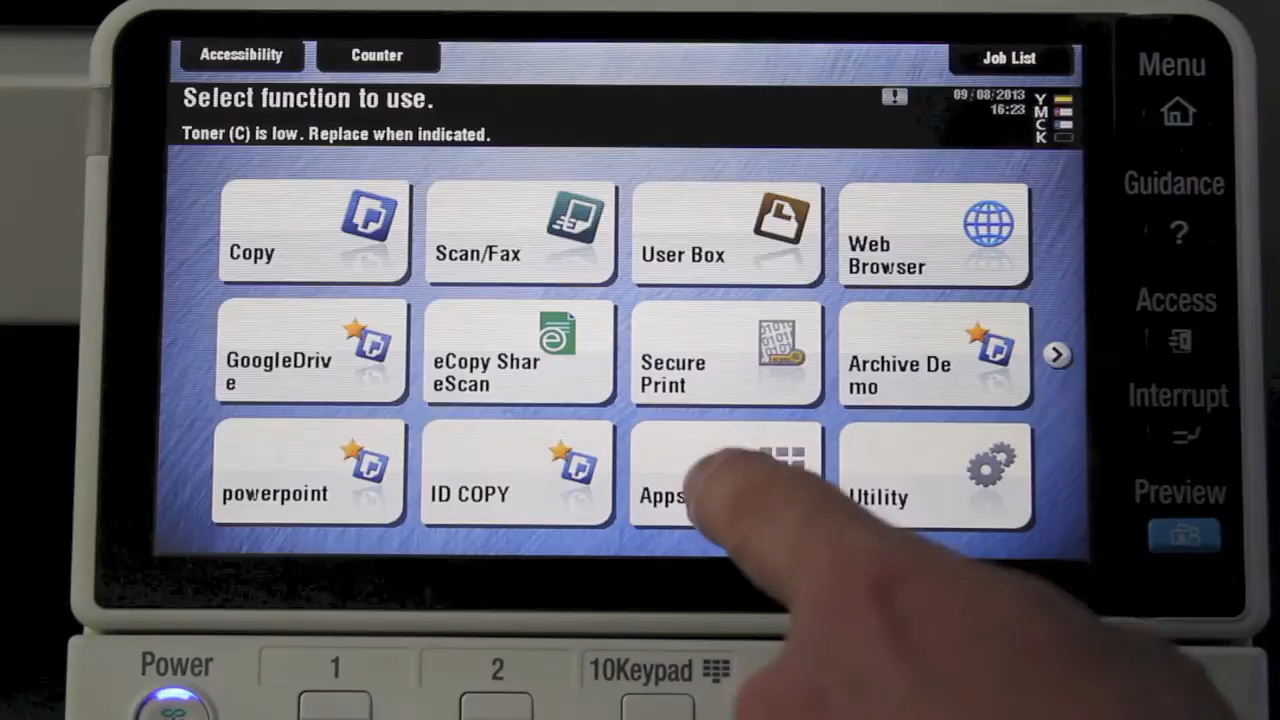 Accessibility
Counter
Job List
Menu
Select function to use.
09/08/2013
16:23
Y
M
C
K
Toner (C) is low. Replace when indicated.
Guidance
?
Copy
Scan/Fax
User Box
Web
Browser
Access
GoogleDriv
e
eCopy Shar
eScan
Secure
Print
Archive De
mo
Interrupt
powerpoint
ID COPY
Apps
Utility
Preview
Power
1
2
10Keypad